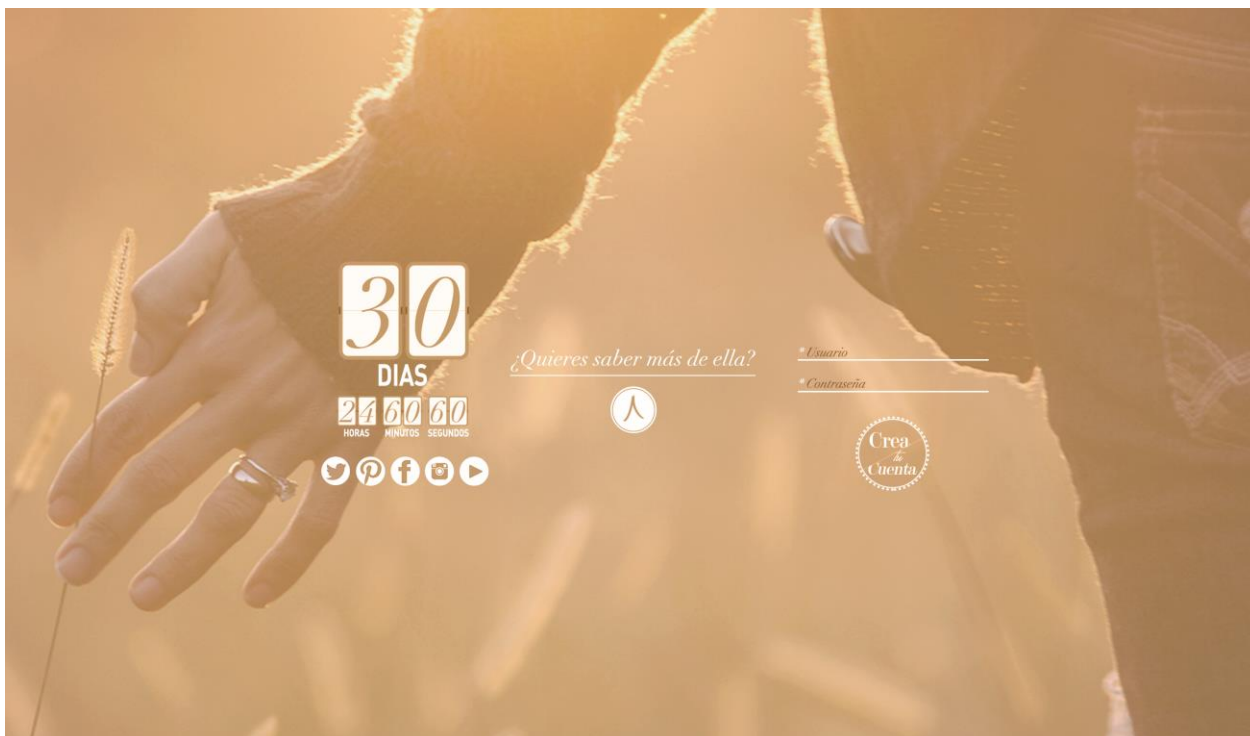 30
DIAS
24 60 60
HORAS MINUTOS SEGUNDOS
¿Quieres saber más de ella?
*Usuario
*Contraseña
Crea
tu
Cuenta